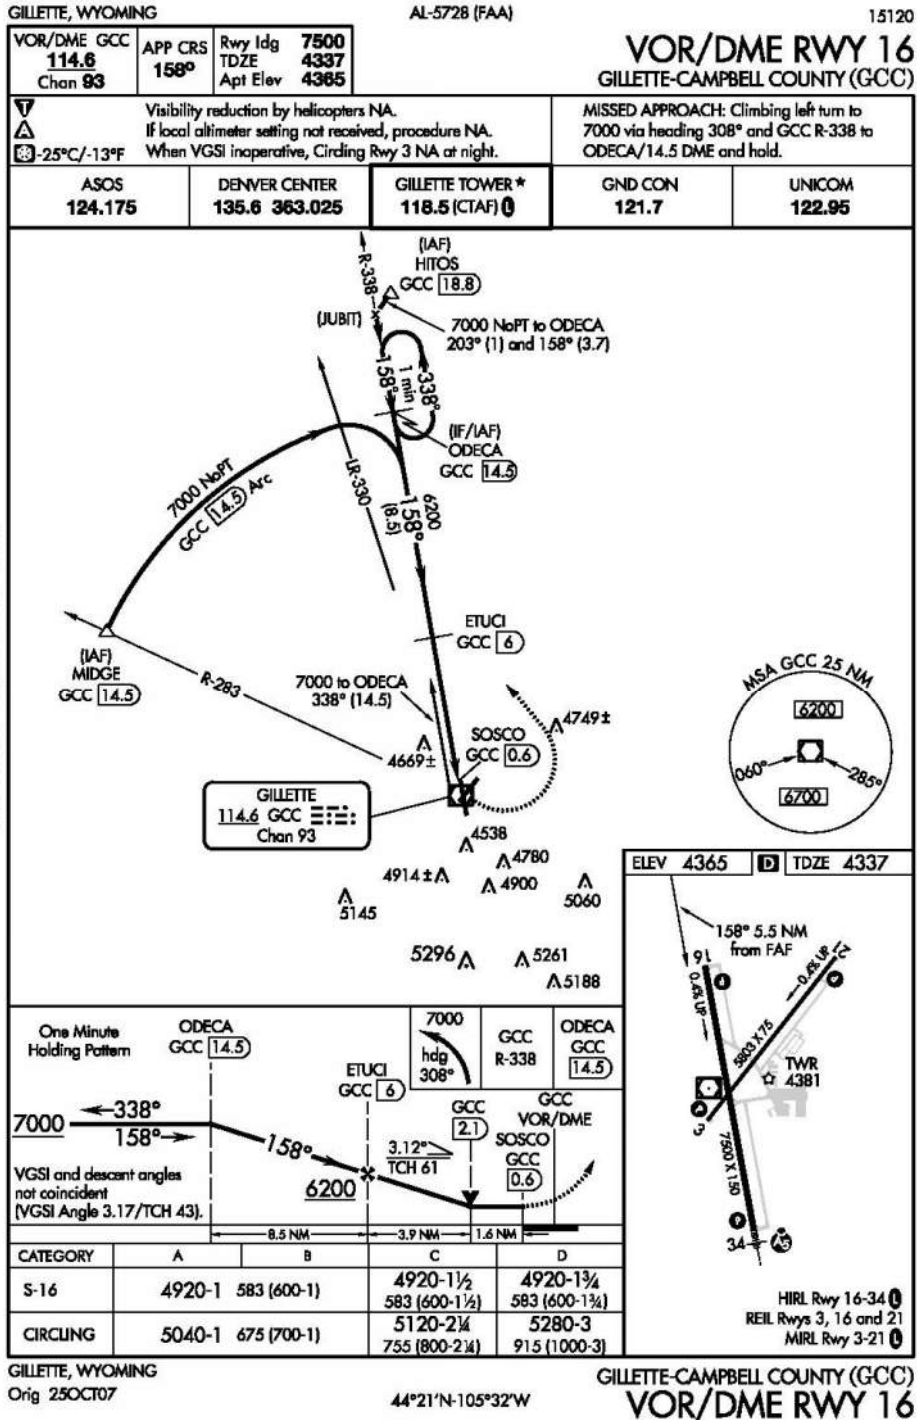 GILLETTE, WYOMING
AL-5728 (FAA)
15120
VOR/DME GCC
114.6
Chan 93
APP CRS
158°
Rwy ldg 7500
TDZE 4337
Apt Elev 4365
VOR/DME RWY 16
GILLETTE-CAMPBELL COUNTY (GCC)
T
A
-25°C/-13°F
Visibility reduction by helicopters NA.
If local altimeter setting not received, procedure NA.
When VGSI inoperative, Circling Rwy 3 NA at night.
MISSED APPROACH: Climbing left turn to
7000 via heading 308° and GCC R-338 to
ODECA/14.5 DME and hold.
ASOS
124.175
DENVER CENTER
135.6 363.025
GILLETTE TOWER*
118.5 (CTAF) L
GND CON
121.7
UNICOM
122.95
R-338
(IAF)
HITOS
GCC 18.8
(JUBIT)
7000 NoPT to ODECA
203° (1) and 158° (3.7)
158°
1 min
338°
(IF/IAF)
ODECA
GCC 14.5
7000 NoPT
GCC 14.5 Arc
LR-330
6200
158°
(8.5)
ETUCI
GCC 6
(IAF)
MIDGE
GCC 14.5
R-283
7000 to ODECA
338° (14.5)
SOSCO
GCC 0.6
4749±
4669±
GILLETTE
114.6 GCC
Chan 93
4538
4780
4914±
4900
5145
5060
5296
5261
5188
MSA GCC 25 NM
6200
060°
285°
6700
ELEV 4365
D
TDZE 4337
158° 5.5 NM
from FAF
16
21
0.4% UP
0.4% UP
5803 X 75
TWR
4381
3
7500 X 150
34
A5
HIRL Rwy 16-34 L
REIL Rwys 3, 16 and 21
MIRL Rwy 3-21 L
One Minute
Holding Pattern
ODECA
GCC 14.5
ETUCI
GCC 6
7000
hdg
308°
GCC
R-338
ODECA
GCC
14.5
7000
338°
158°
158°
6200
3.12°
TCH 61
GCC
2.1
GCC
VOR/DME
SOSCO
GCC
0.6
VGSI and descent angles
not coincident
(VGSI Angle 3.17/TCH 43).
8.5 NM
3.9 NM
1.6 NM
CATEGORY A B C D
S-16 4920-1 583 (600-1) 4920-1½ 583 (600-1½) 4920-1¾ 583 (600-1¾)
CIRCLING 5040-1 675 (700-1) 5120-2¼ 755 (800-2¼) 5280-3 915 (1000-3)
GILLETTE, WYOMING
Orig 25OCT07
44°21'N-105°32'W
GILLETTE-CAMPBELL COUNTY (GCC)
VOR/DME RWY 16